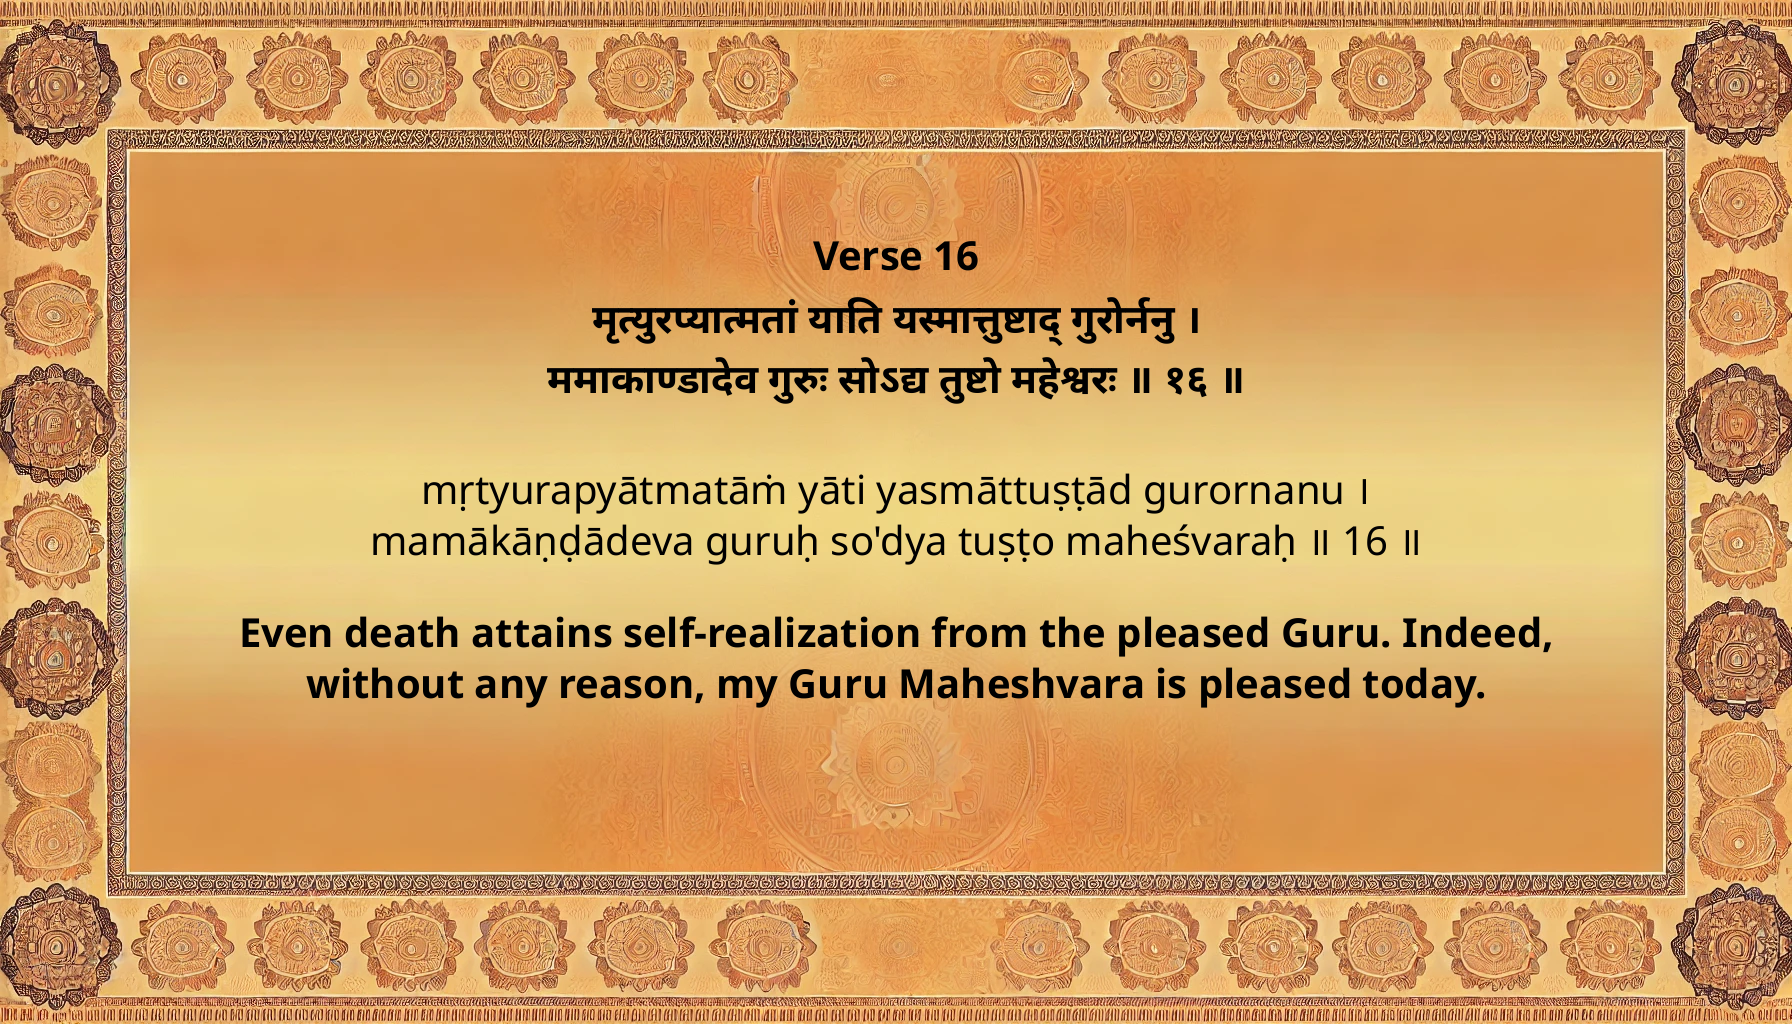 Verse 16
मृत्युरप्यात्मतां याति यस्मात्तुष्टाद् गुरोर्ननु ।
ममाकाण्डादेव गुरुः सोऽद्य तुष्टो महेश्वरः ॥ १६ ॥
mṛtyurapyātmatāṁ yāti yasmāttuṣṭād gurornanu ।
mamākāṇḍādeva guruḥ so'dya tuṣṭo maheśvaraḥ ॥ 16 ॥
Even death attains self-realization from the pleased Guru. Indeed,
without any reason, my Guru Maheshvara is pleased today.